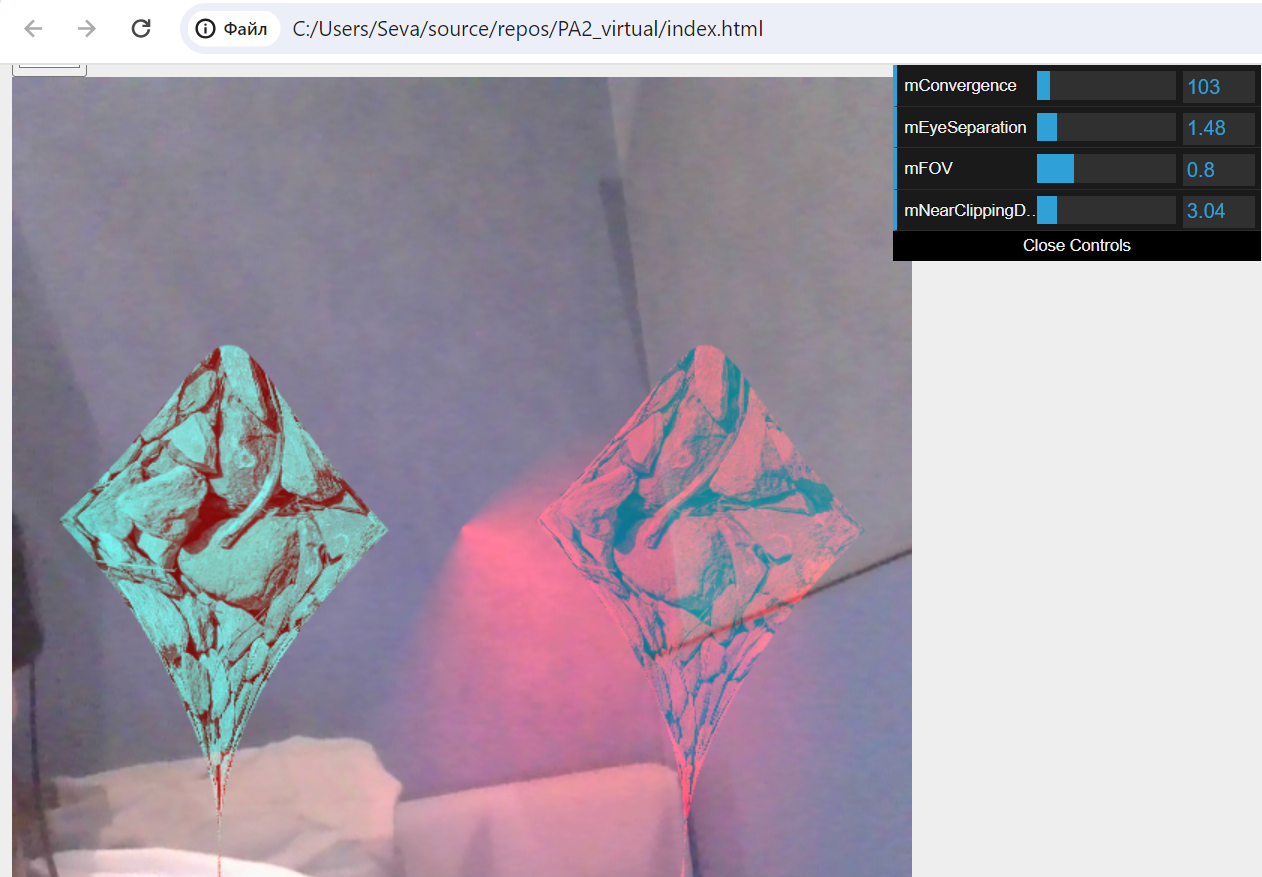 Файл C:/Users/Seva/source/repos/PA2_virtual/index.html
mConvergence 103
mEyeSeparation 1.48
mFOV 0.8
mNearClippingD.. 3.04
Close Controls